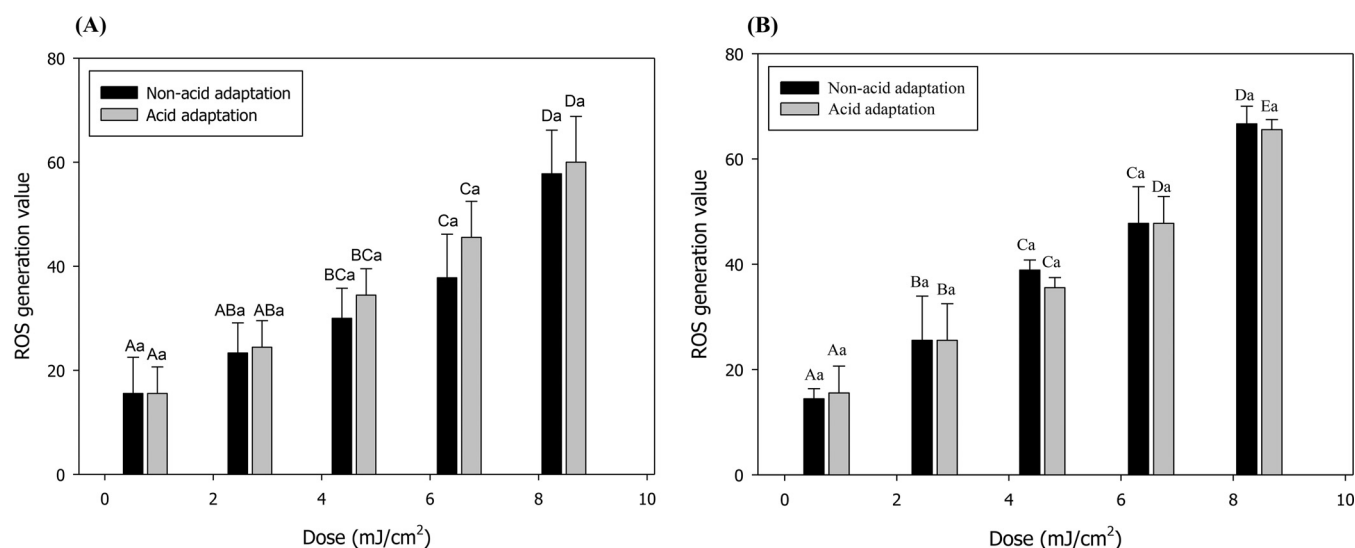 (A)
80
60
40
20
0
ROS generation value
Non-acid adaptation
Acid adaptation
Aa
Aa
ABa
ABa
BCa
BCa
Ca
Ca
Da
Da
0
2
4
6
8
10
Dose (mJ/cm²)
(B)
80
60
40
20
0
ROS generation value
Non-acid adaptation
Acid adaptation
Aa
Aa
Ba
Ba
Ca
Ca
Ca
Da
Da
Ea
0
2
4
6
8
10
Dose (mJ/cm²)